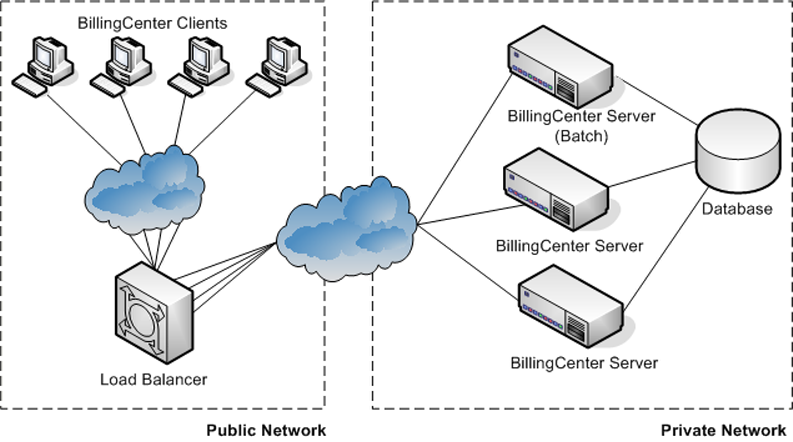 BillingCenter Clients
BillingCenter Server
(Batch)
Database
BillingCenter Server
BillingCenter Server
Load Balancer
Public Network
Private Network